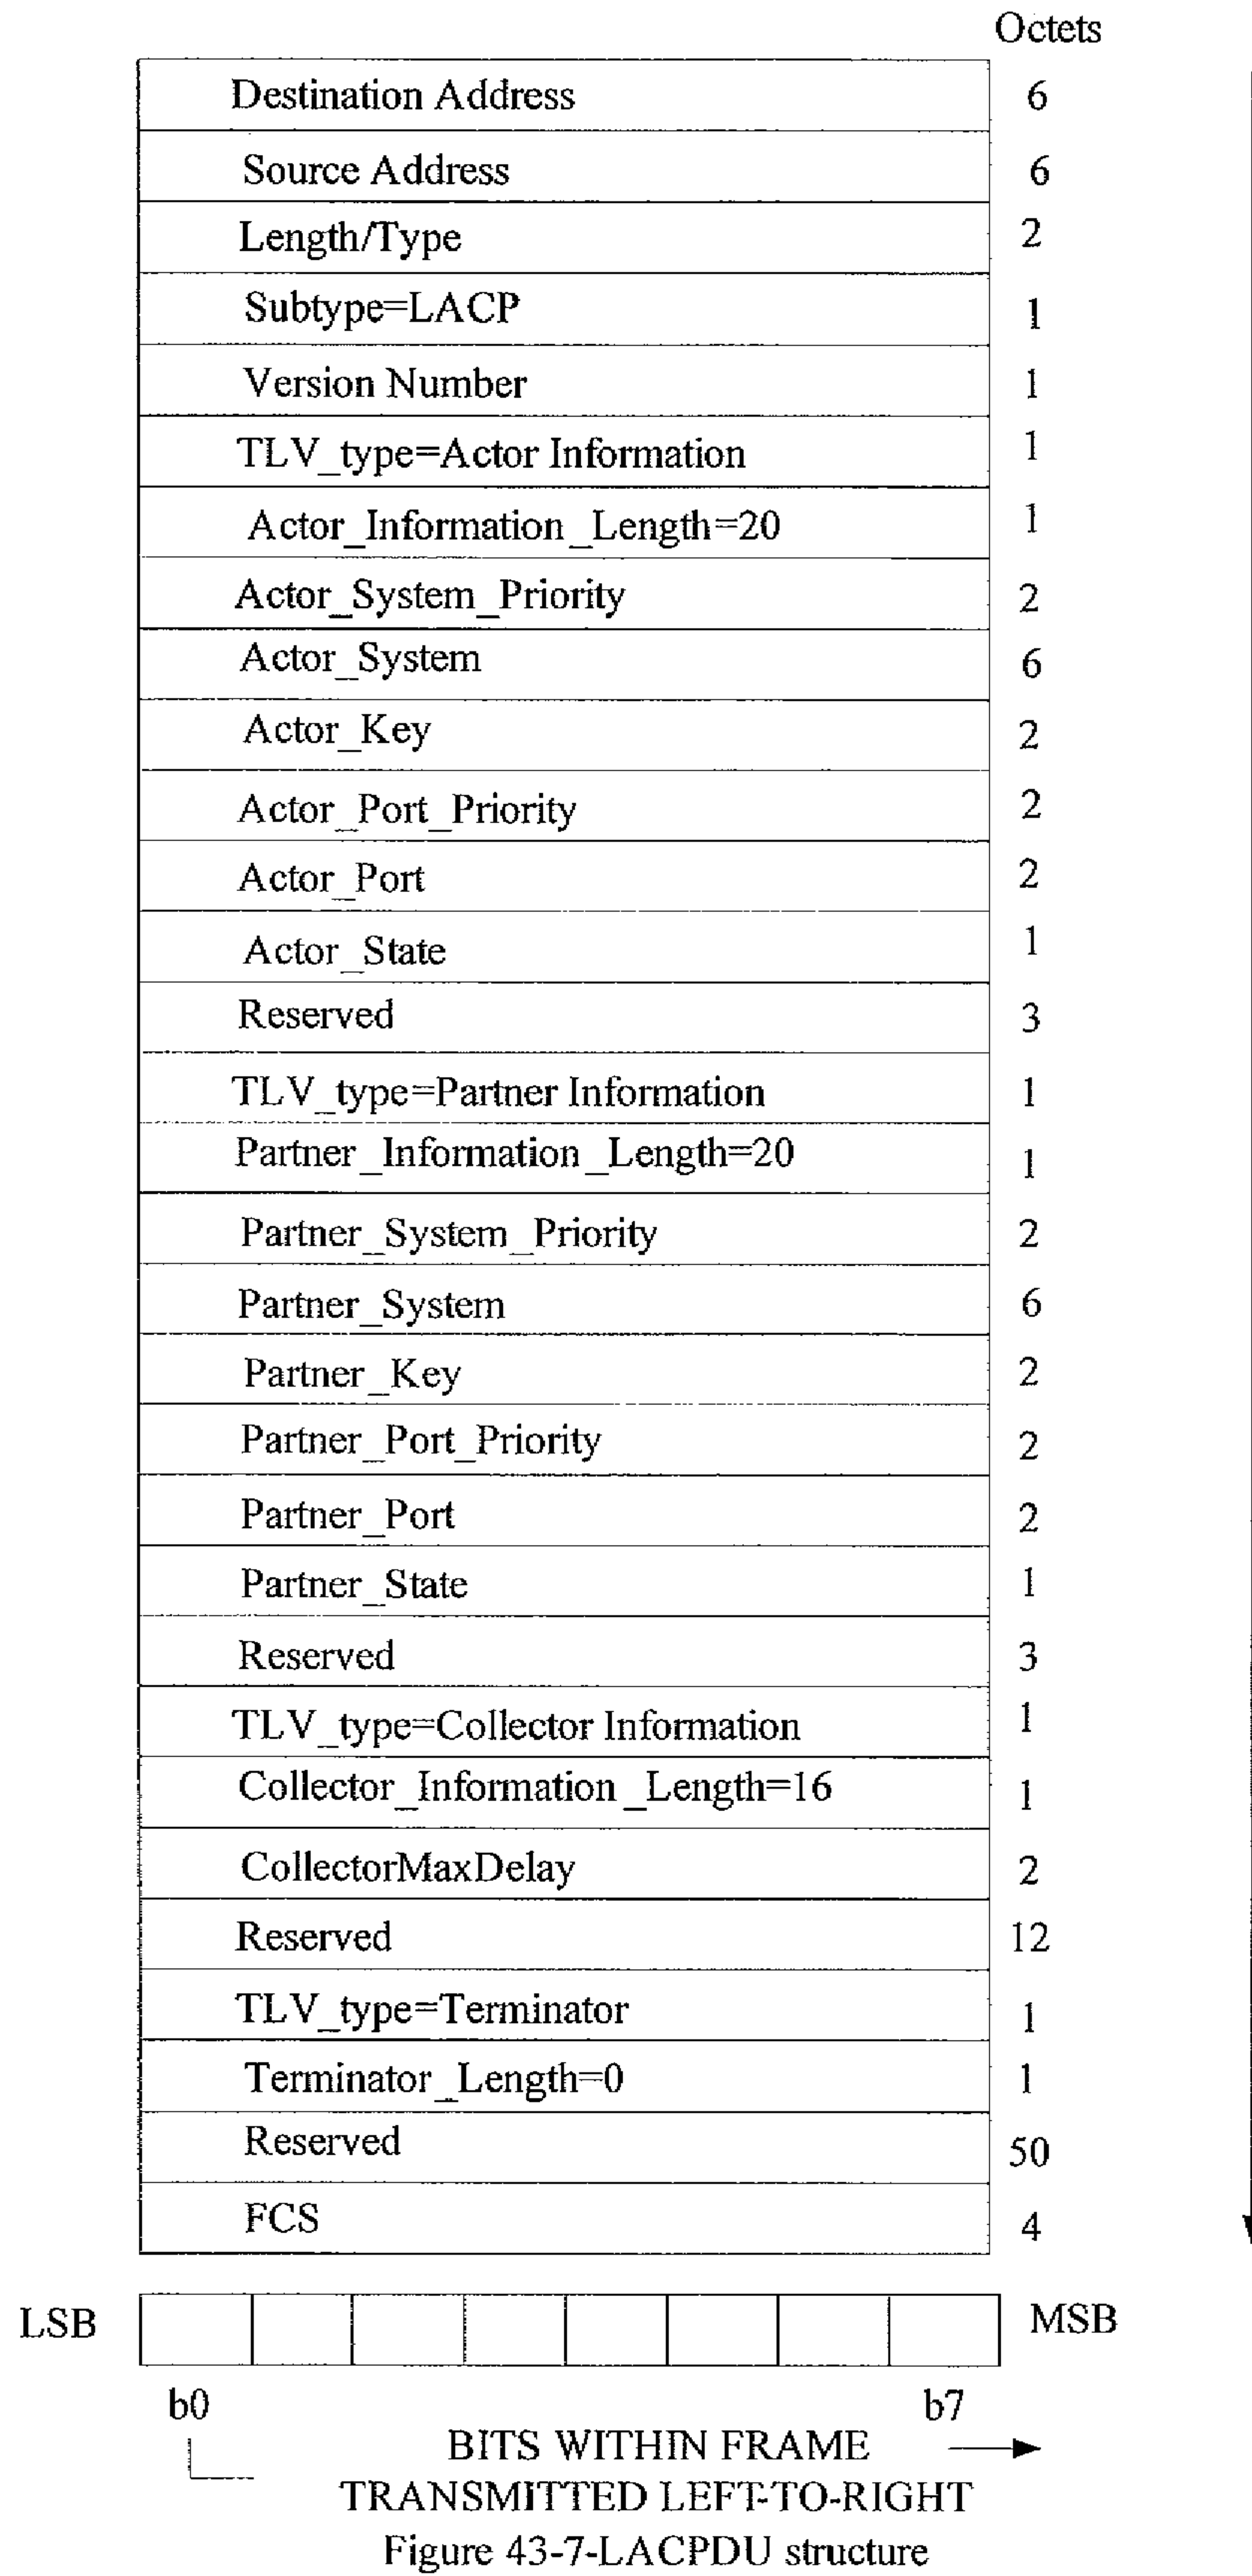 Octets
Destination Address 6
Source Address 6
Length/Type 2
Subtype=LACP 1
Version Number 1
TLV_type=Actor Information 1
Actor_Information_Length=20 1
Actor_System_Priority 2
Actor_System 6
Actor_Key 2
Actor_Port_Priority 2
Actor_Port 2
Actor_State 1
Reserved 3
TLV_type=Partner Information 1
Partner_Information_Length=20 1
Partner_System_Priority 2
Partner_System 6
Partner_Key 2
Partner_Port_Priority 2
Partner_Port 2
Partner_State 1
Reserved 3
TLV_type=Collector Information 1
Collector_Information_Length=16 1
CollectorMaxDelay 2
Reserved 12
TLV_type=Terminator 1
Terminator_Length=0 1
Reserved 50
FCS 4
LSB MSB
b0 b7
BITS WITHIN FRAME
TRANSMITTED LEFT-TO-RIGHT
Figure 43-7-LACPDU structure